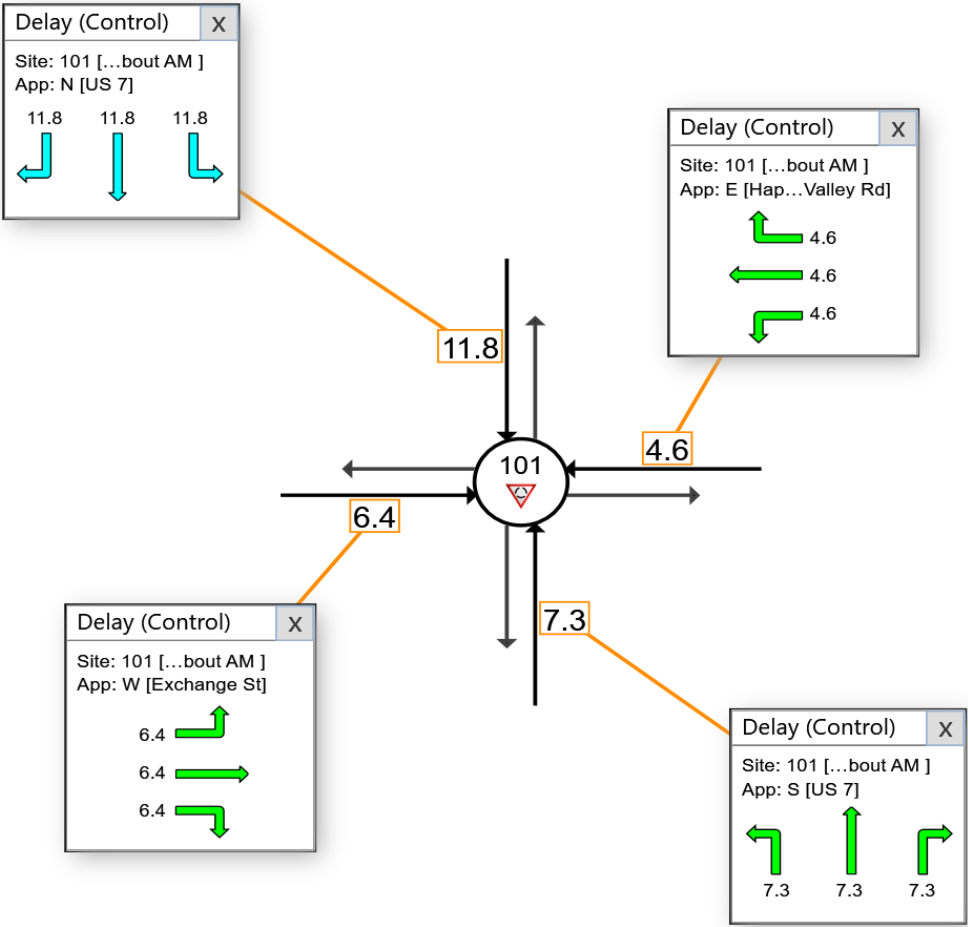 Delay (Control) X
Site: 101 [...bout AM ]
App: N [US 7]
11.8 11.8 11.8
Delay (Control) X
Site: 101 [...bout AM ]
App: E [Hap...Valley Rd]
4.6
4.6
4.6
11.8
4.6
101
6.4
7.3
Delay (Control) X
Site: 101 [...bout AM ]
App: W [Exchange St]
6.4
6.4
6.4
Delay (Control) X
Site: 101 [...bout AM ]
App: S [US 7]
7.3 7.3 7.3